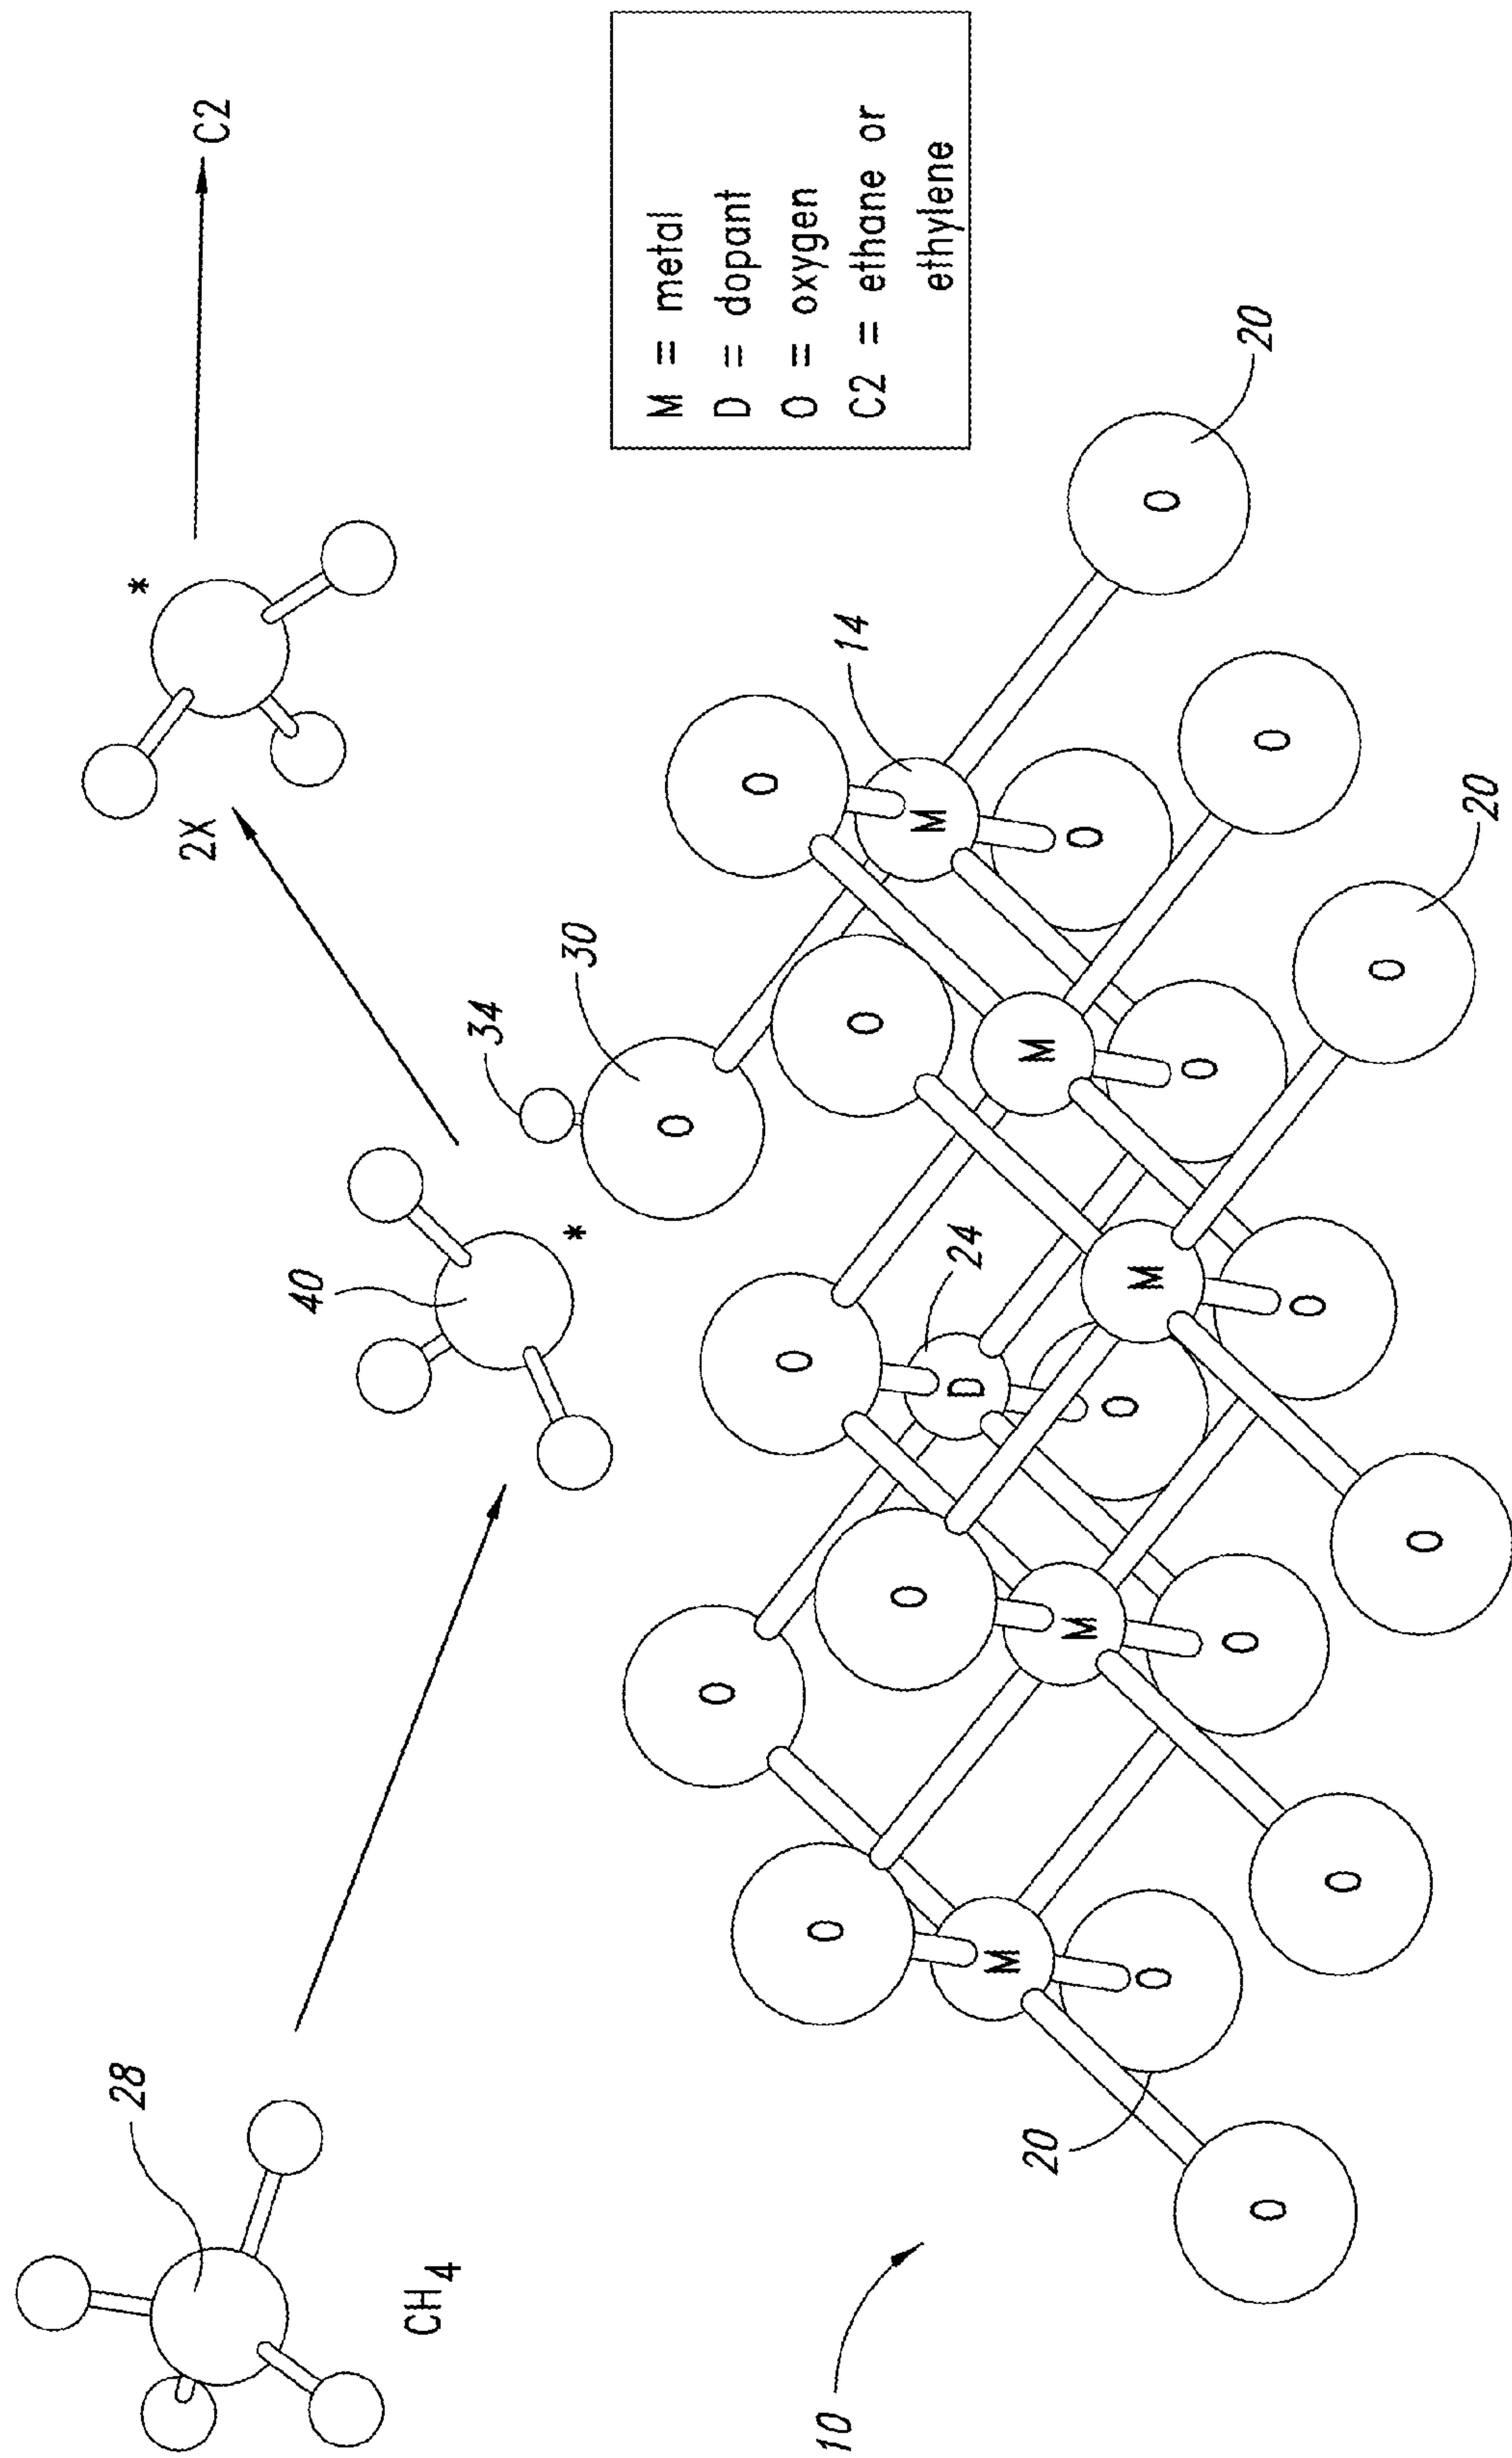 28
CH₄
40
*
2X
*
C2
34
30
14
20
20
24
20
10
M = metal
D = dopant
O = oxygen
C2 = ethane or
ethylene
O
O
O
O
O
O
O
M
M
M
M
M
D
O
O
O
O
O
O
O
O
O
O
O
O